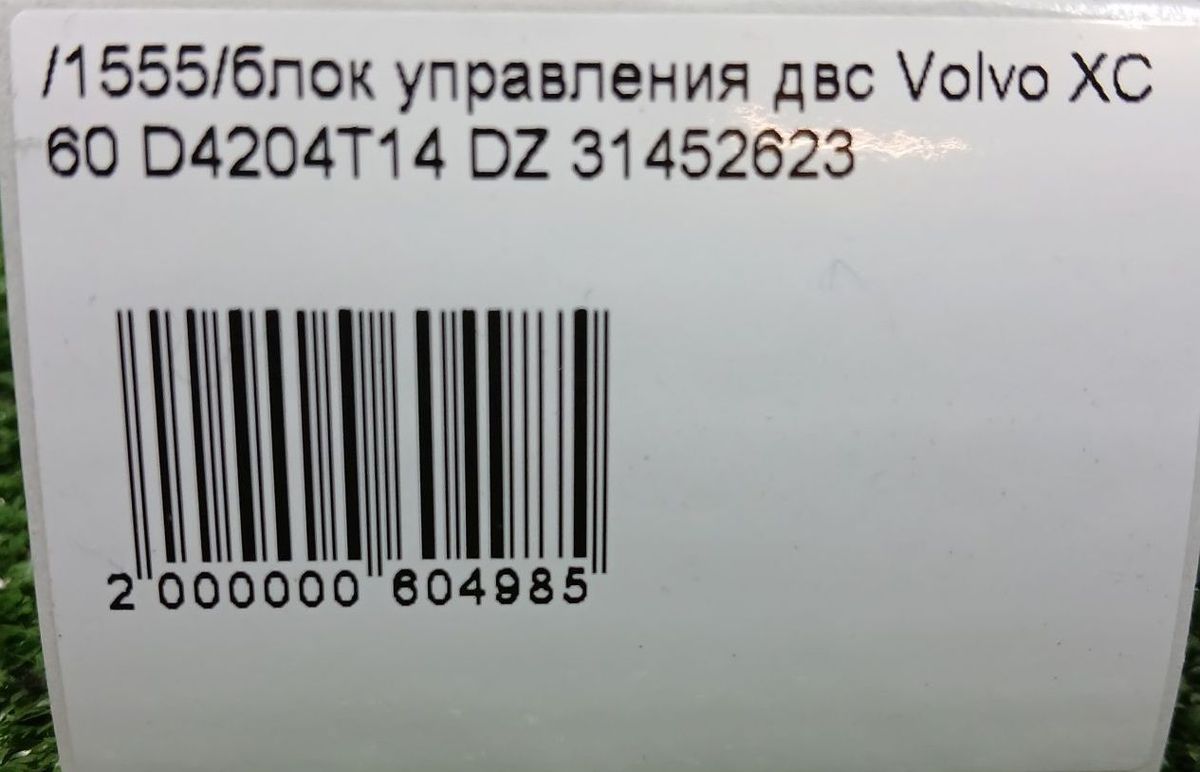 /1555/блок управления двс Volvo XC
60 D4204T14 DZ 31452623
2 000000 604985